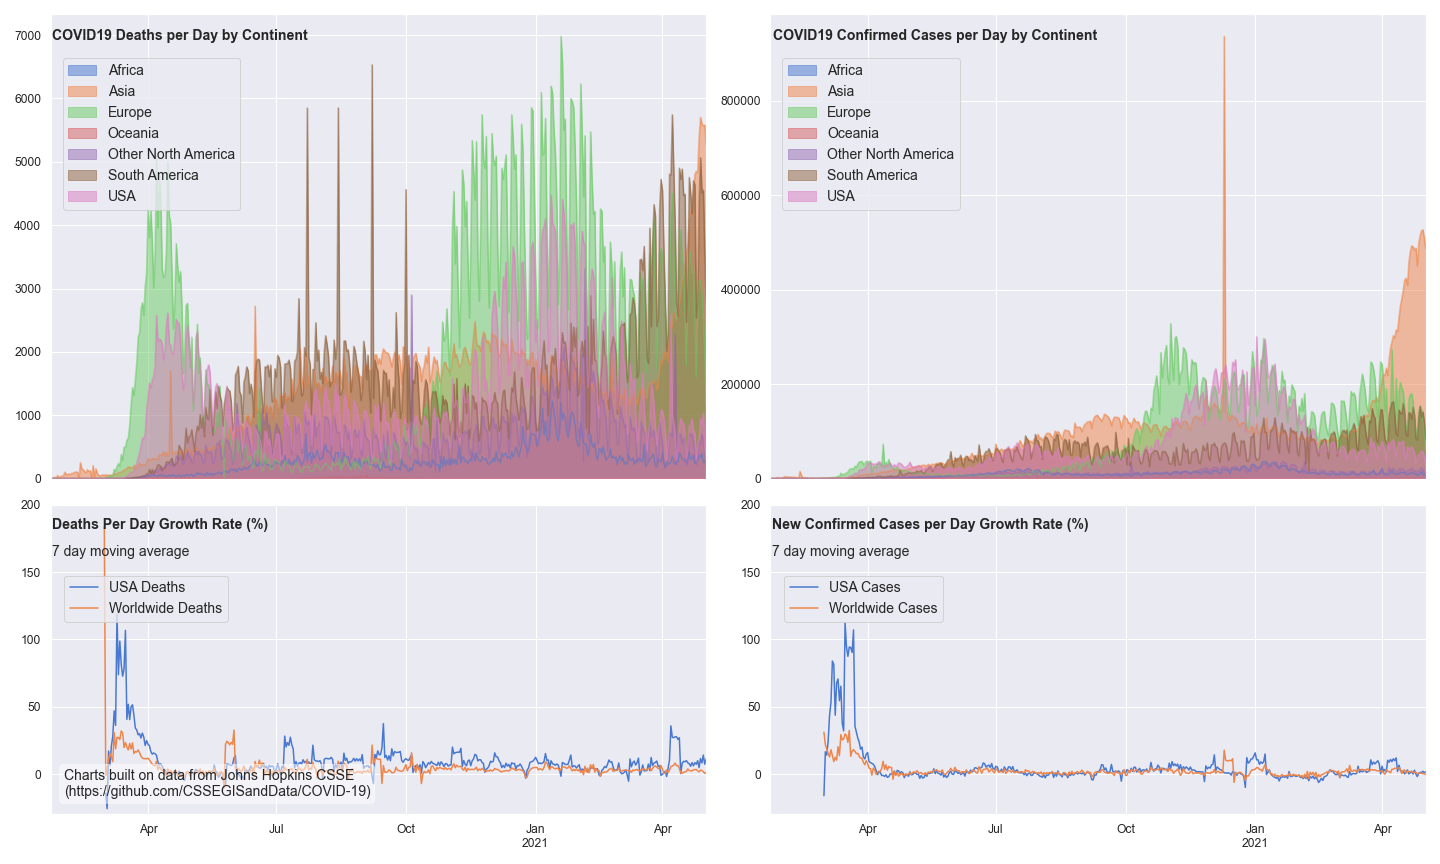 COVID19 Deaths per Day by Continent
7000
6000
5000
4000
3000
2000
1000
0
Africa
Asia
Europe
Oceania
Other North America
South America
USA
COVID19 Confirmed Cases per Day by Continent
800000
600000
400000
200000
0
Africa
Asia
Europe
Oceania
Other North America
South America
USA
Deaths Per Day Growth Rate (%)
7 day moving average
200
150
100
50
0
USA Deaths
Worldwide Deaths
Charts built on data from Johns Hopkins CSSE
(https://github.com/CSSEGISandData/COVID-19)
Apr
Jul
Oct
Jan
2021
Apr
New Confirmed Cases per Day Growth Rate (%)
7 day moving average
200
150
100
50
0
USA Cases
Worldwide Cases
Apr
Jul
Oct
Jan
2021
Apr